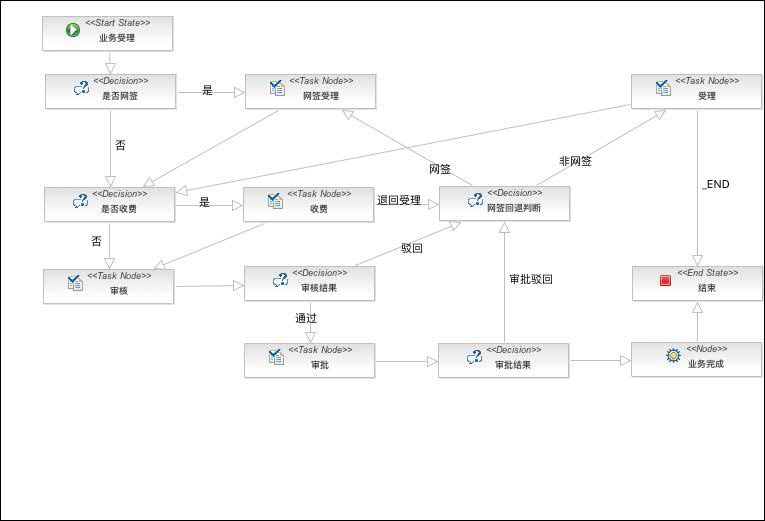 <<Start State>>
业务受理
<<Decision>>
是否网签
是
<<Task Node>>
网签受理
<<Task Node>>
受理
否
网签
非网签
_END
<<Decision>>
是否收费
是
<<Task Node>>
收费
退回受理
<<Decision>>
网签回退判断
否
驳回
<<Task Node>>
审核
<<Decision>>
审核结果
审批驳回
<<End State>>
结束
通过
<<Task Node>>
审批
<<Decision>>
审批结果
<<Node>>
业务完成